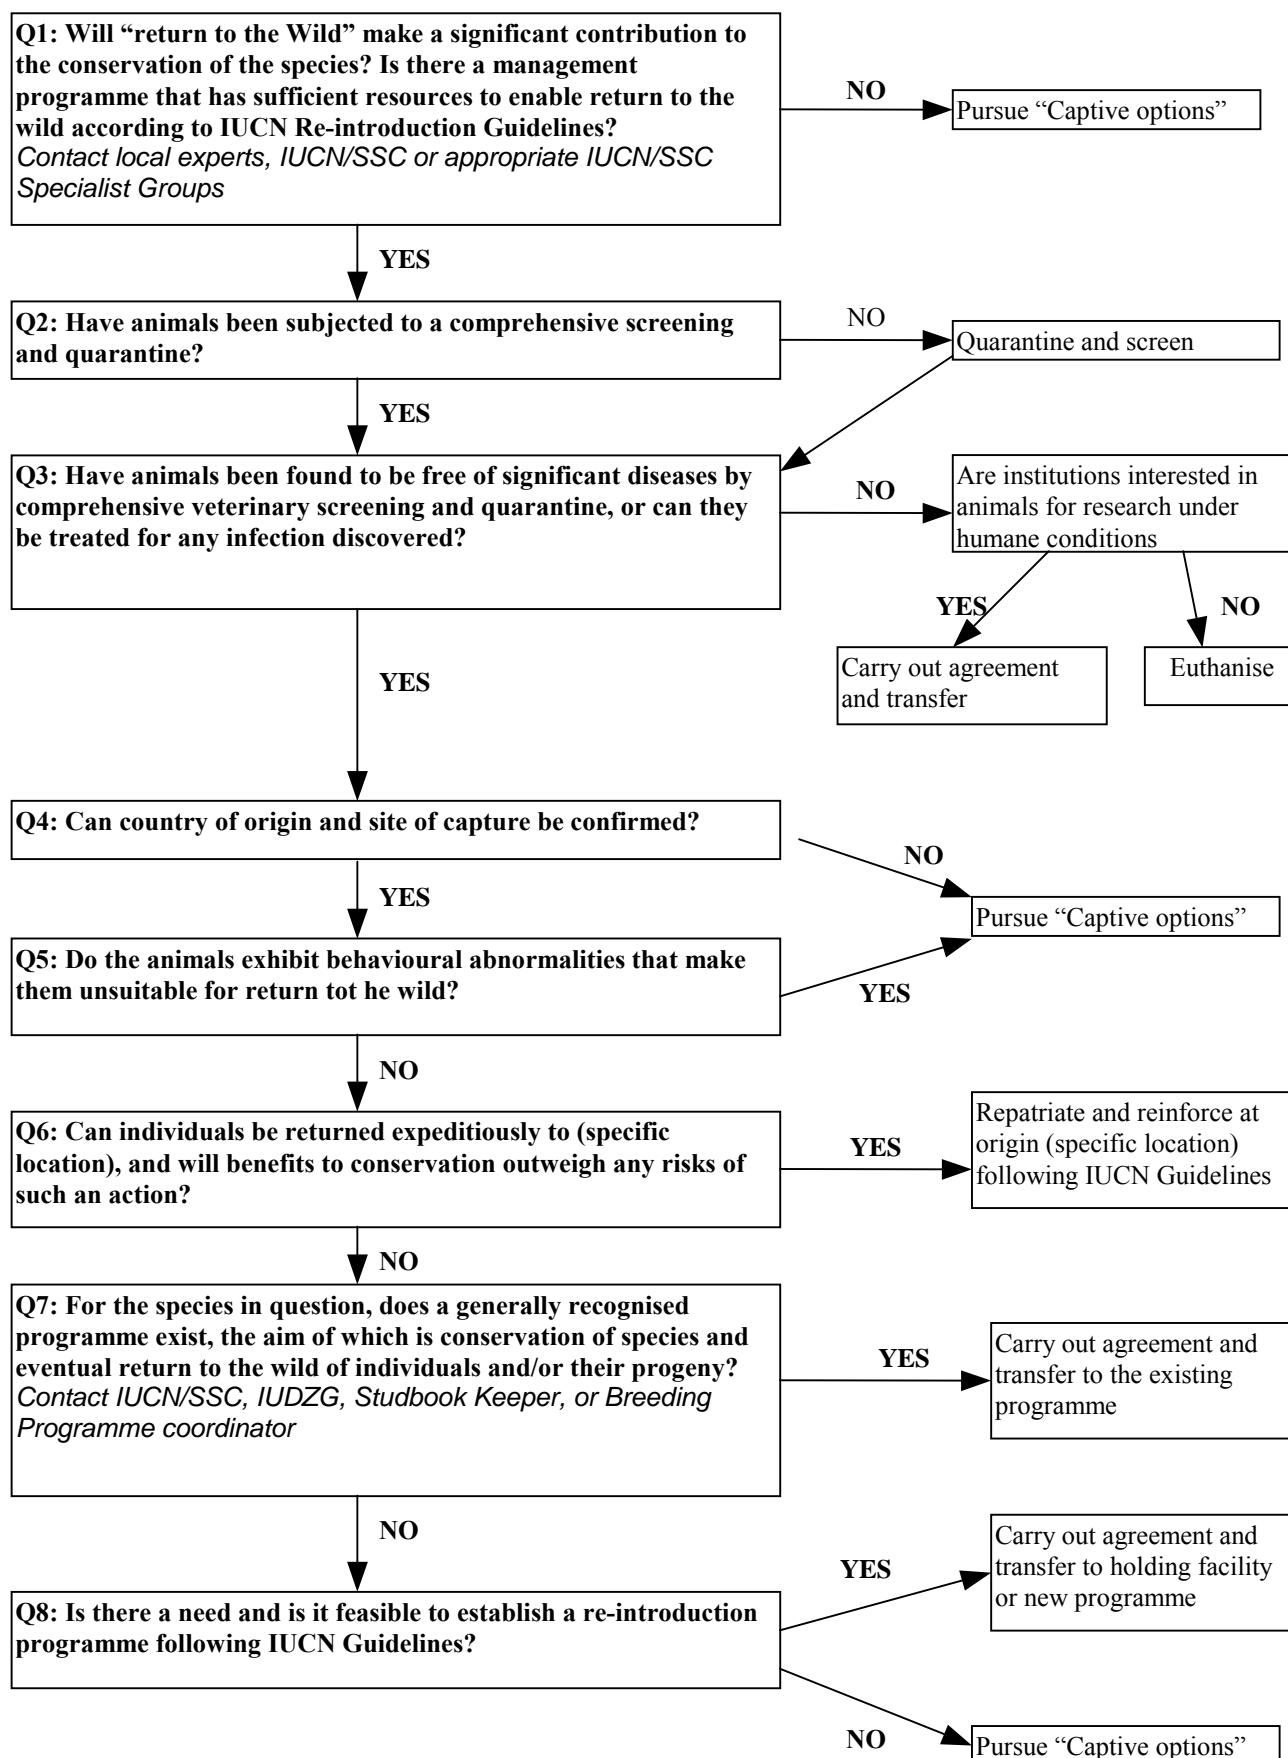 Q1: Will “return to the Wild” make a significant contribution to
the conservation of the species? Is there a management
programme that has sufficient resources to enable return to the
wild according to IUCN Re-introduction Guidelines?
Contact local experts, IUCN/SSC or appropriate IUCN/SSC
Specialist Groups
NO
Pursue “Captive options”
YES
Q2: Have animals been subjected to a comprehensive screening
and quarantine?
NO
Quarantine and screen
YES
Q3: Have animals been found to be free of significant diseases by
comprehensive veterinary screening and quarantine, or can they
be treated for any infection discovered?
NO
Are institutions interested in
animals for research under
humane conditions
YES
NO
Carry out agreement
and transfer
Euthanise
YES
Q4: Can country of origin and site of capture be confirmed?
NO
Pursue “Captive options”
YES
Q5: Do the animals exhibit behavioural abnormalities that make
them unsuitable for return tot he wild?
YES
NO
Q6: Can individuals be returned expeditiously to (specific
location), and will benefits to conservation outweigh any risks of
such an action?
YES
Repatriate and reinforce at
origin (specific location)
following IUCN Guidelines
NO
Q7: For the species in question, does a generally recognised
programme exist, the aim of which is conservation of species and
eventual return to the wild of individuals and/or their progeny?
Contact IUCN/SSC, IUDZG, Studbook Keeper, or Breeding
Programme coordinator
YES
Carry out agreement and
transfer to the existing
programme
NO
Q8: Is there a need and is it feasible to establish a re-introduction
programme following IUCN Guidelines?
YES
Carry out agreement and
transfer to holding facility
or new programme
NO
Pursue “Captive options”